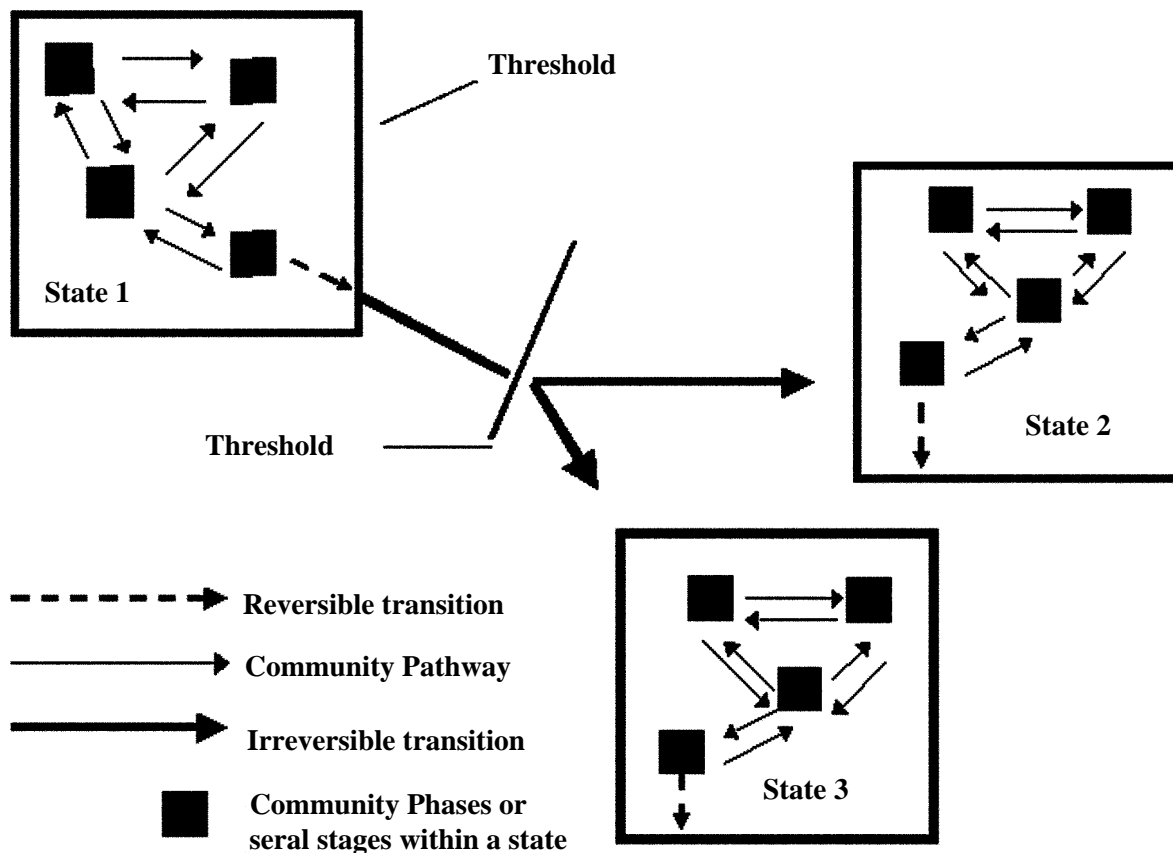 Threshold
State 1
State 2
Threshold
Reversible transition
Community Pathway
Irreversible transition
State 3
Community Phases or
seral stages within a state